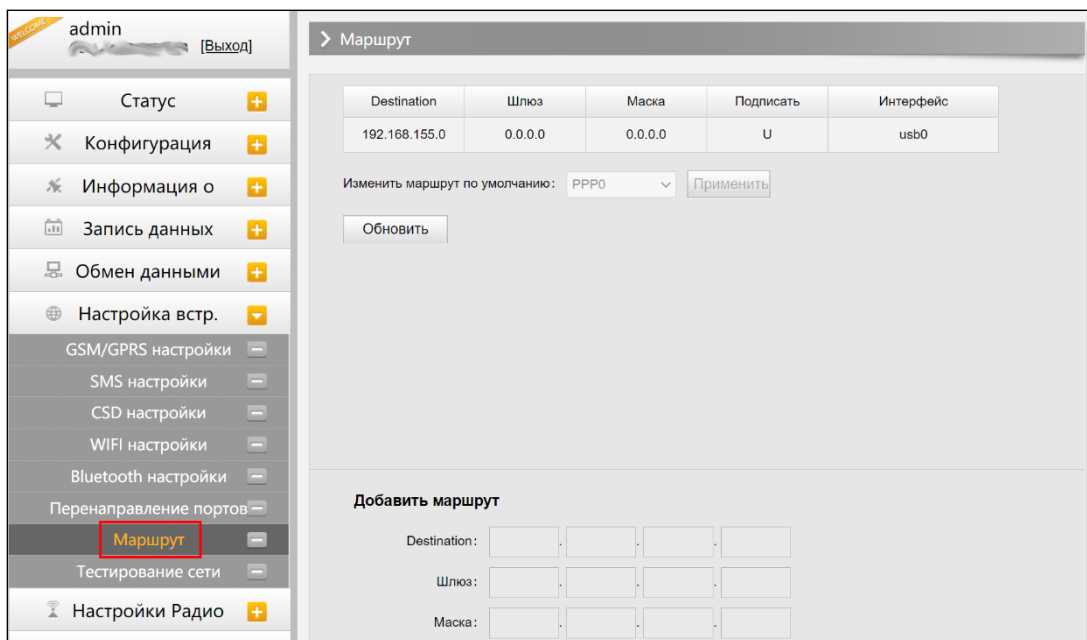 WELCOME
admin
[Выход]
Статус
Конфигурация
Информация о
Запись данных
Обмен данными
Настройка встр.
GSM/GPRS настройки
SMS настройки
CSD настройки
WIFI настройки
Bluetooth настройки
Перенаправление портов
Маршрут
Тестирование сети
Настройки Радио
Маршрут
Destination Шлюз Маска Подписать Интерфейс
192.168.155.0 0.0.0.0 0.0.0.0 U usb0
Изменить маршрут по умолчанию: PPP0 Применить
Обновить
Добавить маршрут
Destination: . . .
Шлюз: . . .
Маска: . . .